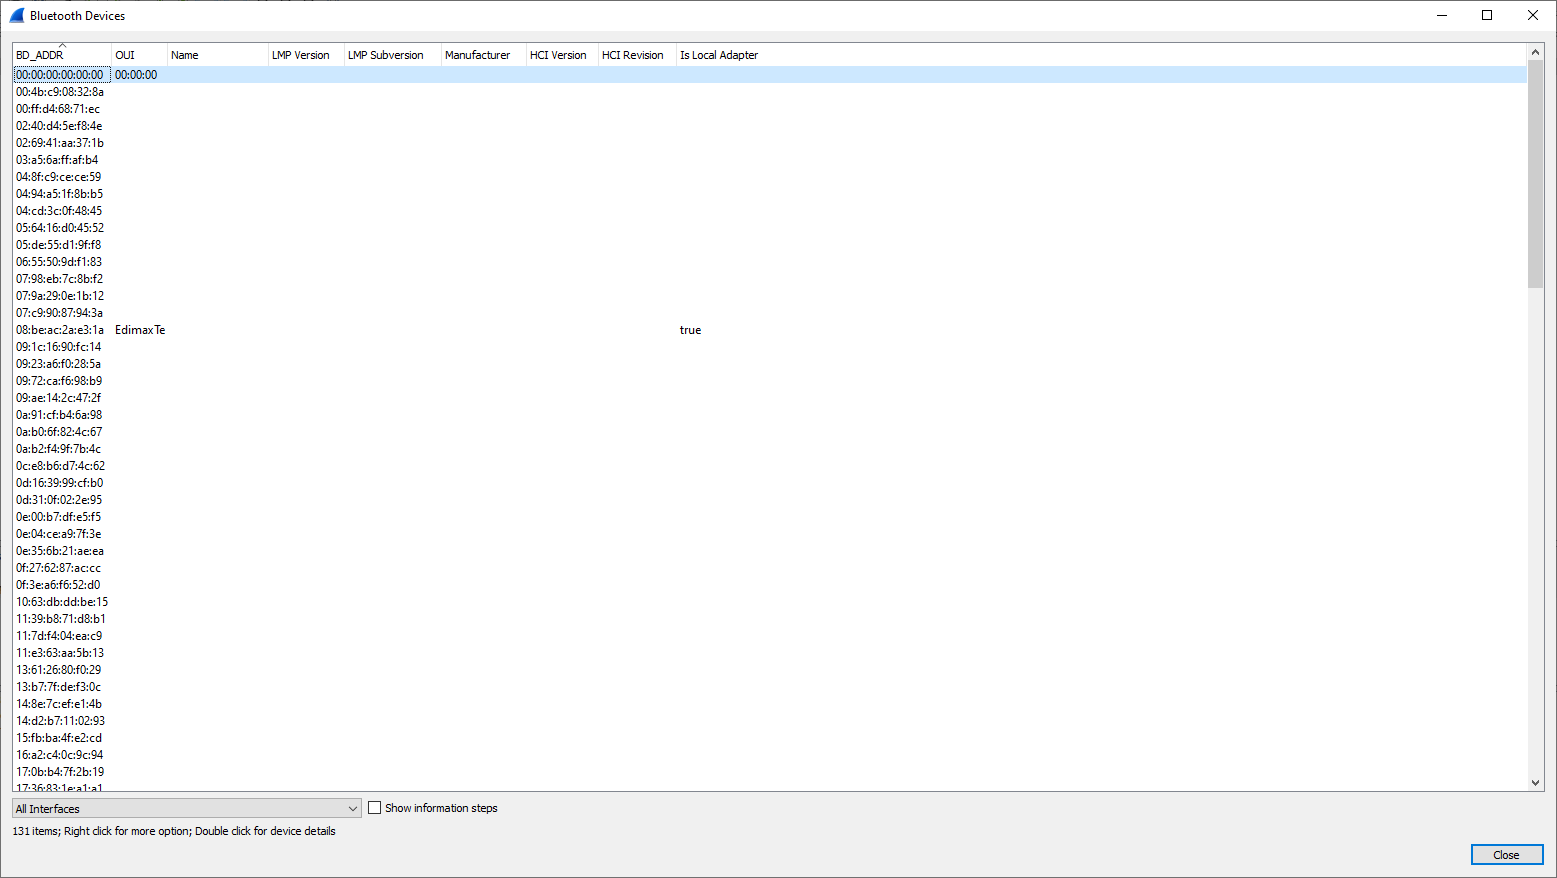 Bluetooth Devices
BD_ADDR OUI Name LMP Version LMP Subversion Manufacturer HCI Version HCI Revision Is Local Adapter
00:00:00:00:00:00 00:00:00
00:4b:c9:08:32:8a
00:ff:d4:68:71:ec
02:40:d4:5e:f8:4e
02:69:41:aa:37:1b
03:a5:6a:ff:af:b4
04:8f:c9:ce:ce:59
04:94:a5:1f:8b:b5
04:cd:3c:0f:48:45
05:64:16:d0:45:52
05:de:55:d1:9f:f8
06:55:50:9d:f1:83
07:98:eb:7c:8b:f2
07:9a:29:0e:1b:12
07:c9:90:87:94:3a
08:be:ac:2a:e3:1a EdimaxTe true
09:1c:16:90:fc:14
09:23:a6:f0:28:5a
09:72:ca:f6:98:b9
09:ae:14:2c:47:2f
0a:91:cf:b4:6a:98
0a:b0:6f:82:4c:67
0a:b2:f4:9f:7b:4c
0c:e8:b6:d7:4c:62
0d:16:39:99:cf:b0
0d:31:0f:02:2e:95
0e:00:b7:df:e5:f5
0e:04:ce:a9:7f:3e
0e:35:6b:21:ae:ea
0f:27:62:87:ac:cc
0f:3e:a6:f6:52:d0
10:63:db:dd:be:15
11:39:b8:71:d8:b1
11:7d:f4:04:ea:c9
11:e3:63:aa:5b:13
13:61:26:80:f0:29
13:b7:7f:de:f3:0c
14:8e:7c:ef:e1:4b
14:d2:b7:11:02:93
15:fb:ba:4f:e2:cd
16:a2:c4:0c:9c:94
17:0b:b4:7f:2b:19
17:36:83:1e:a1:a1
All Interfaces Show information steps
131 items; Right click for more option; Double click for device details
Close